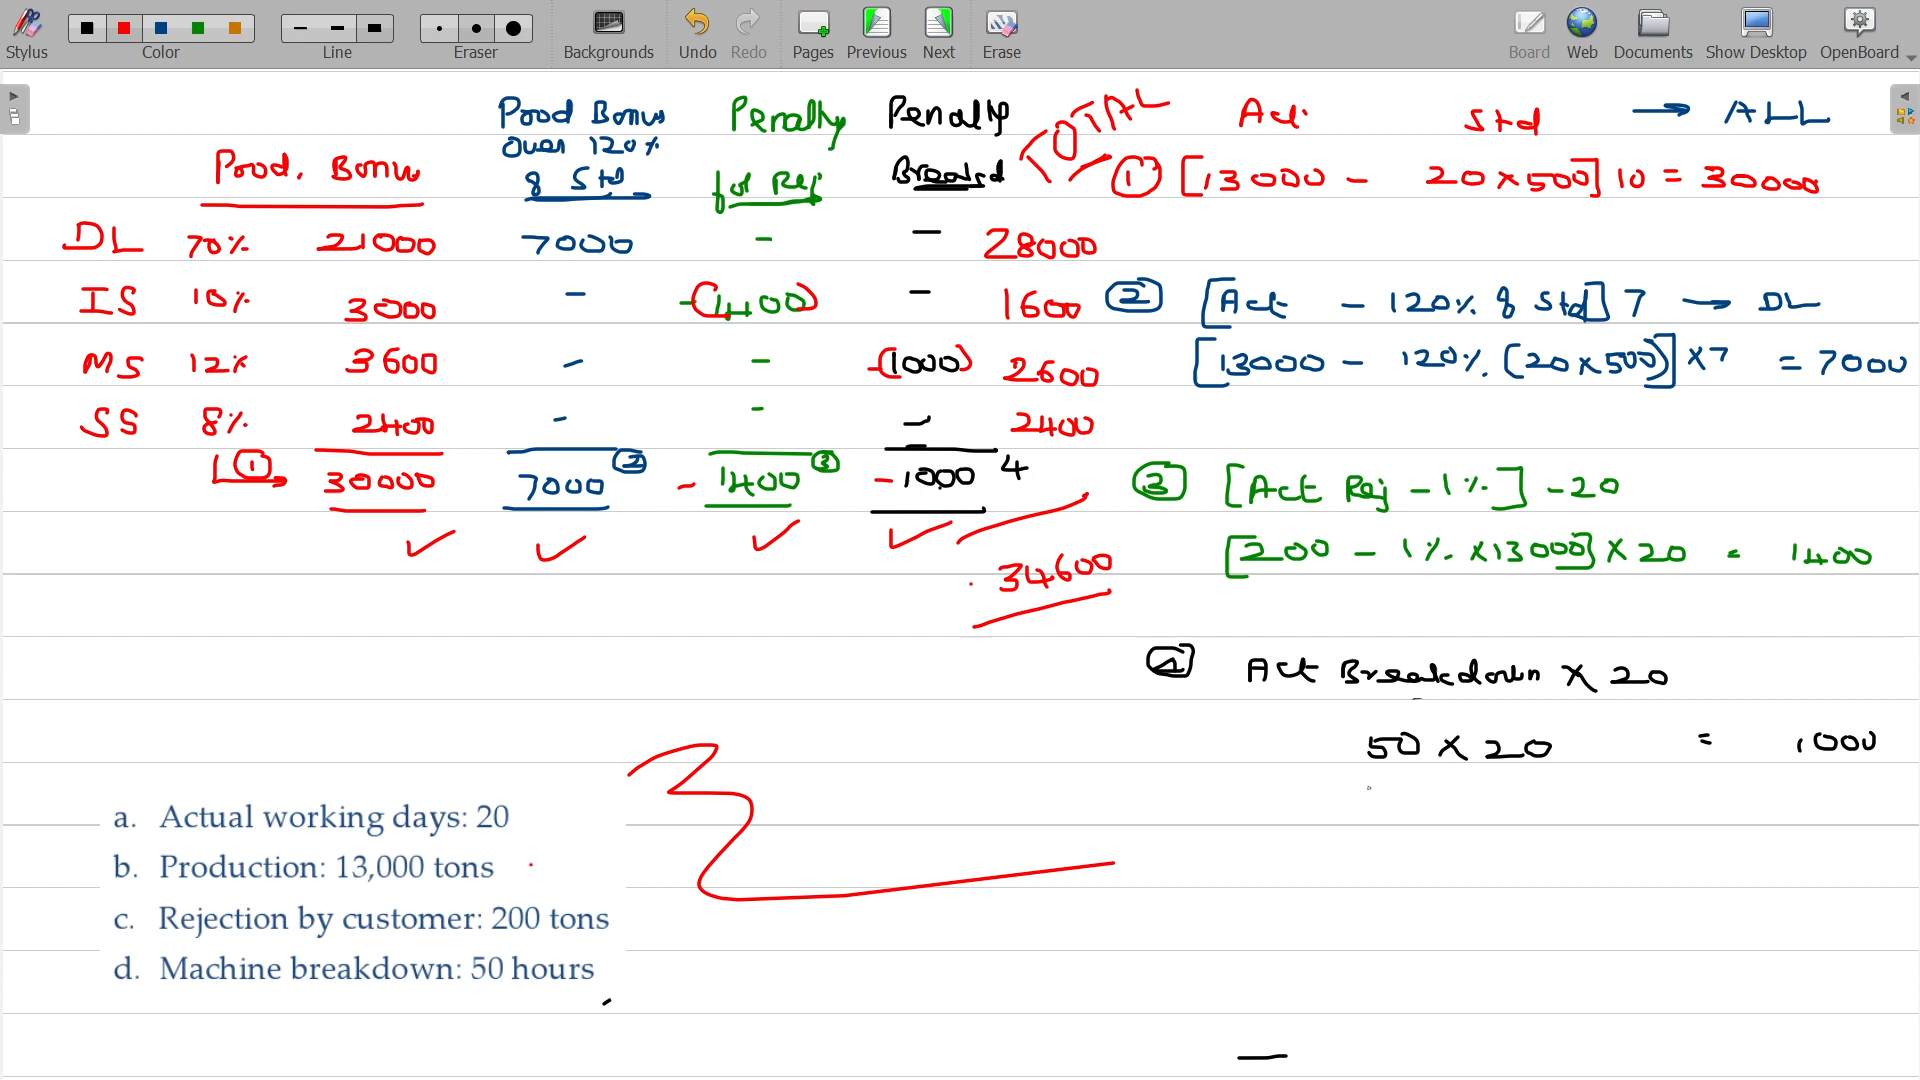 Stylus Color Line Eraser Backgrounds Undo Redo Pages Previous Next Erase Board Web Documents Show Desktop OpenBoard
Prod. Bonus
Prod Bonus
Over 120%
8 Std
Penalty
for Rej
Penalty
TOTAL
Act Std → ALL
① [13000 - 20×500] 10 = 30000
DL 70% 21000 7000 - - 28000
IS 10% 3000 - -(1400) - 1600
MS 12% 3600 - - -(1000) 2600
SS 8% 2400 - - - 2400
① → 30000 7000 ② - 1400 ③ - 1000 4
34600
② [Act - 120% 8 Std] 7 → DL
[13000 - 120% (20×500)] ×7 = 7000
③ [Act Rej - 1%] - 20
[200 - 1% ×13000] × 20 = 1400
④ Act Breakdown × 20
50 × 20 = 1000
a. Actual working days: 20
b. Production: 13,000 tons
c. Rejection by customer: 200 tons
d. Machine breakdown: 50 hours